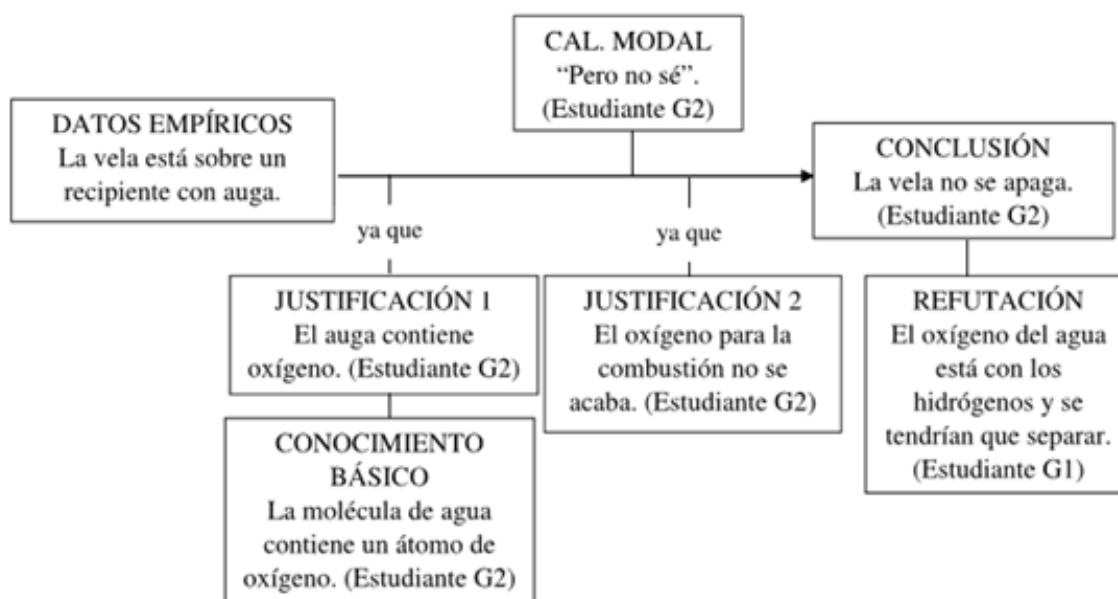 CAL. MODAL
“Pero no sé”.
(Estudiante G2)
DATOS EMPÍRICOS
La vela está sobre un
recipiente con auga.
CONCLUSIÓN
La vela no se apaga.
(Estudiante G2)
ya que
ya que
JUSTIFICACIÓN 1
El auga contiene
oxígeno. (Estudiante G2)
JUSTIFICACIÓN 2
El oxígeno para la
combustión no se
acaba. (Estudiante G2)
REFUTACIÓN
El oxígeno del agua
está con los
hidrógenos y se
tendrían que separar.
(Estudiante G1)
CONOCIMIENTO
BÁSICO
La molécula de agua
contiene un átomo de
oxígeno. (Estudiante G2)